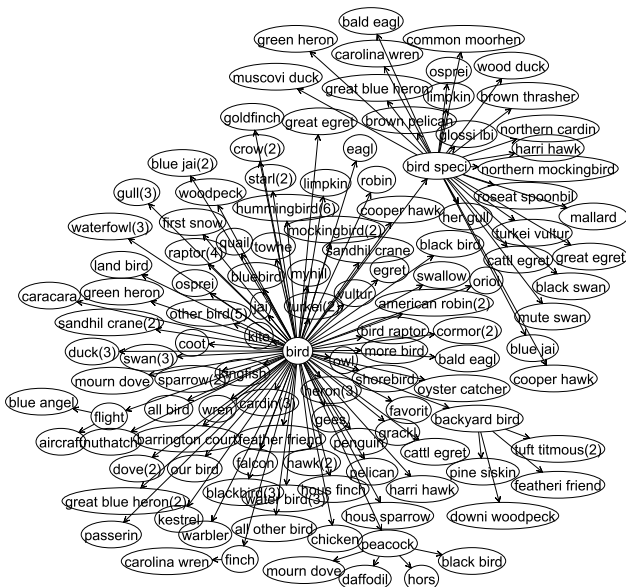 bald eagl
green heron
common moorhen
carolina wren
osprei
wood duck
muscovi duck
great blue heron
limpkin
brown thrasher
goldfinch
great egret
brown pelican
glossi ibi
northern cardin
crow(2)
eagl
harri hawk
blue jai(2)
starl(2)
limpkin
robin
bird speci
northern mockingbird
gull(3)
woodpeck
hummingbird(6)
cooper hawk
roseat spoonbil
her gull
mallard
waterfowl(3)
first snow
mockingbird(2)
turkei vultur
quail
towhe
sandhil crane
black bird
raptor(4)
cattl egret
great egret
land bird
bluebird
mynil
egret
swallow
oriol
black swan
caracara
green heron
osprei
vultur
turkei(2)
american robin(2)
mute swan
sandhil crane(2)
other bird(5)
jai
kite
bird raptor
cormor(2)
coot
bird
more bird
blue jai
duck(3)
swan(3)
owl
bald eagl
mourn dove
sparrow(2)
shorebird
oyster catcher
cooper hawk
heron(3)
blue angel
flight
all bird
wren
cardin(3)
favorit
backyard bird
gees
grackl
aircraft
nuthatch
barrington court
feather friend
penguin
cattl egret
tuft titmous(2)
dove(2)
our bird
falcon
hawk(2)
pelican
pine siskin
great blue heron(2)
blackbird(3)
water bird(3)
hous finch
harri hawk
featheri friend
passerin
kestrel
warbler
all other bird
chicken
hous sparrow
downi woodpeck
peacock
carolina wren
finch
mourn dove
daffodil
hors
black bird